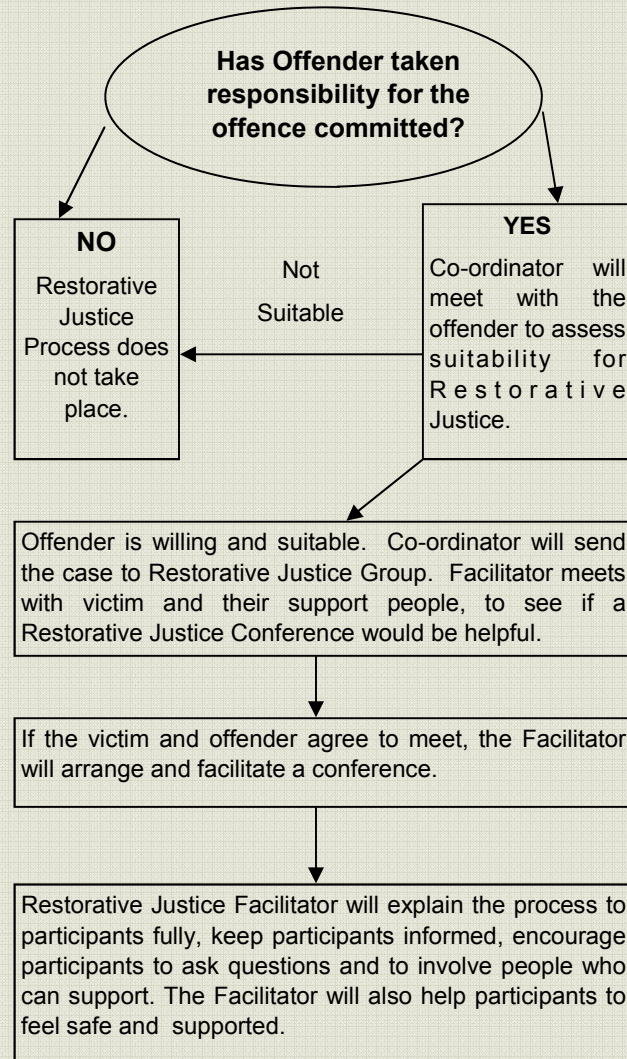 Has Offender taken
responsibility for the
offence committed?
NO
Restorative
Justice
Process does
not take
place.
Not
Suitable
YES
Co-ordinator will
meet with the
offender to assess
suitability for
Restorative
Justice.
Offender is willing and suitable. Co-ordinator will send
the case to Restorative Justice Group. Facilitator meets
with victim and their support people, to see if a
Restorative Justice Conference would be helpful.
If the victim and offender agree to meet, the Facilitator
will arrange and facilitate a conference.
Restorative Justice Facilitator will explain the process to
participants fully, keep participants informed, encourage
participants to ask questions and to involve people who
can support. The Facilitator will also help participants to
feel safe and supported.